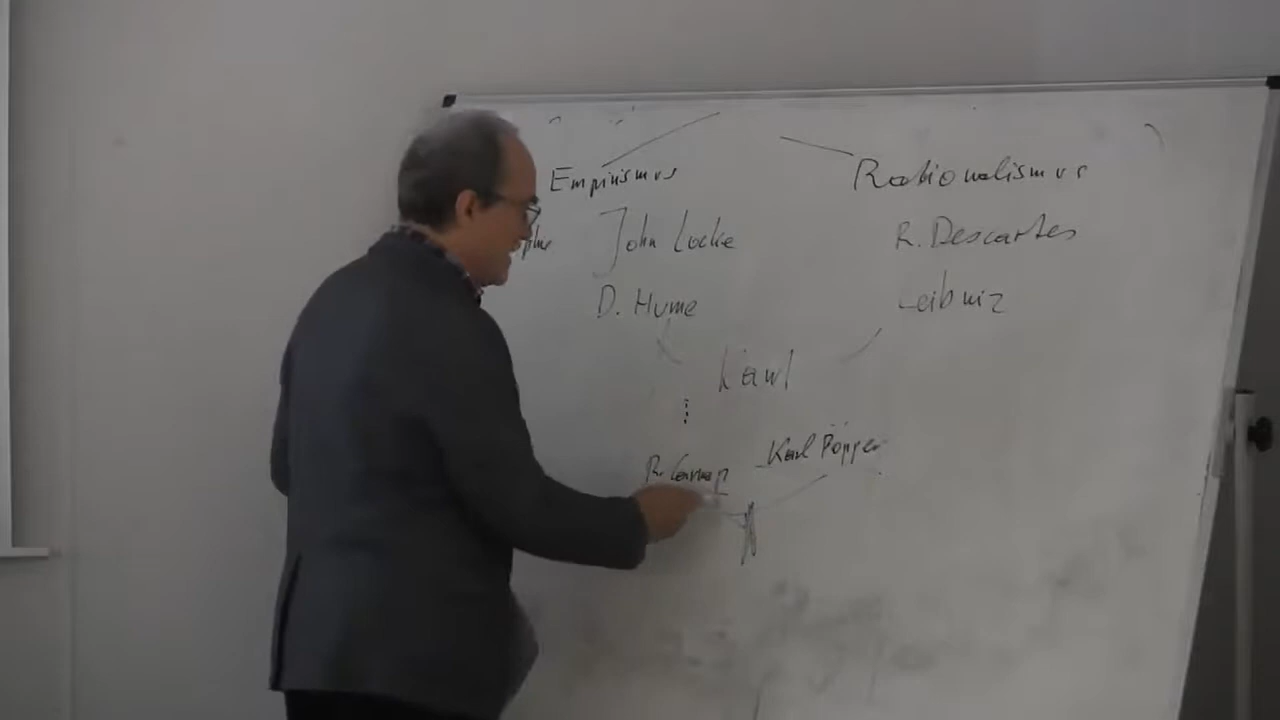 Empirismus Rationalismus
John Locke R. Descartes
D. Hume Leibniz
Kant
R. Carnap Karl Popper